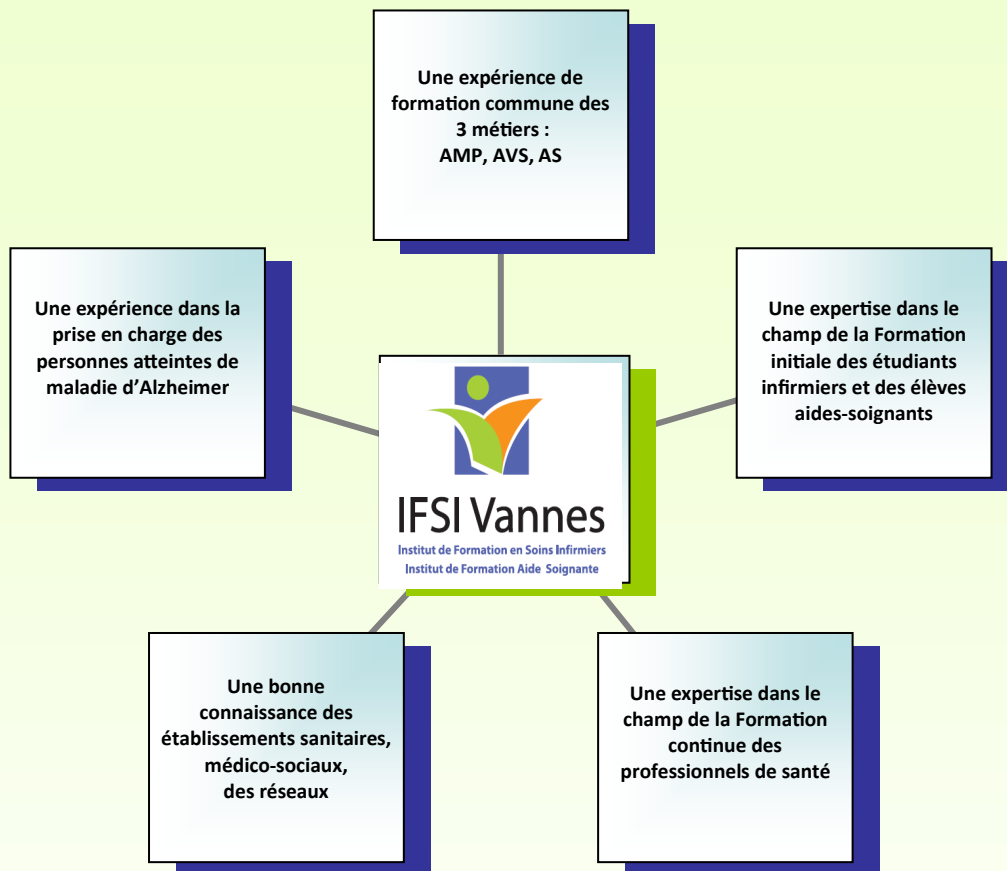 Une expérience de
formation commune des
3 métiers :
AMP, AVS, AS
Une expérience dans la
prise en charge des
personnes atteintes de
maladie d'Alzheimer
Une expertise dans le
champ de la Formation
initiale des étudiants
infirmiers et des élèves
aides-soignants
IFSI Vannes
Institut de Formation en Soins Infirmiers
Institut de Formation Aide Soignante
Une bonne
connaissance des
établissements sanitaires,
médico-sociaux,
des réseaux
Une expertise dans le
champ de la Formation
continue des
professionnels de santé